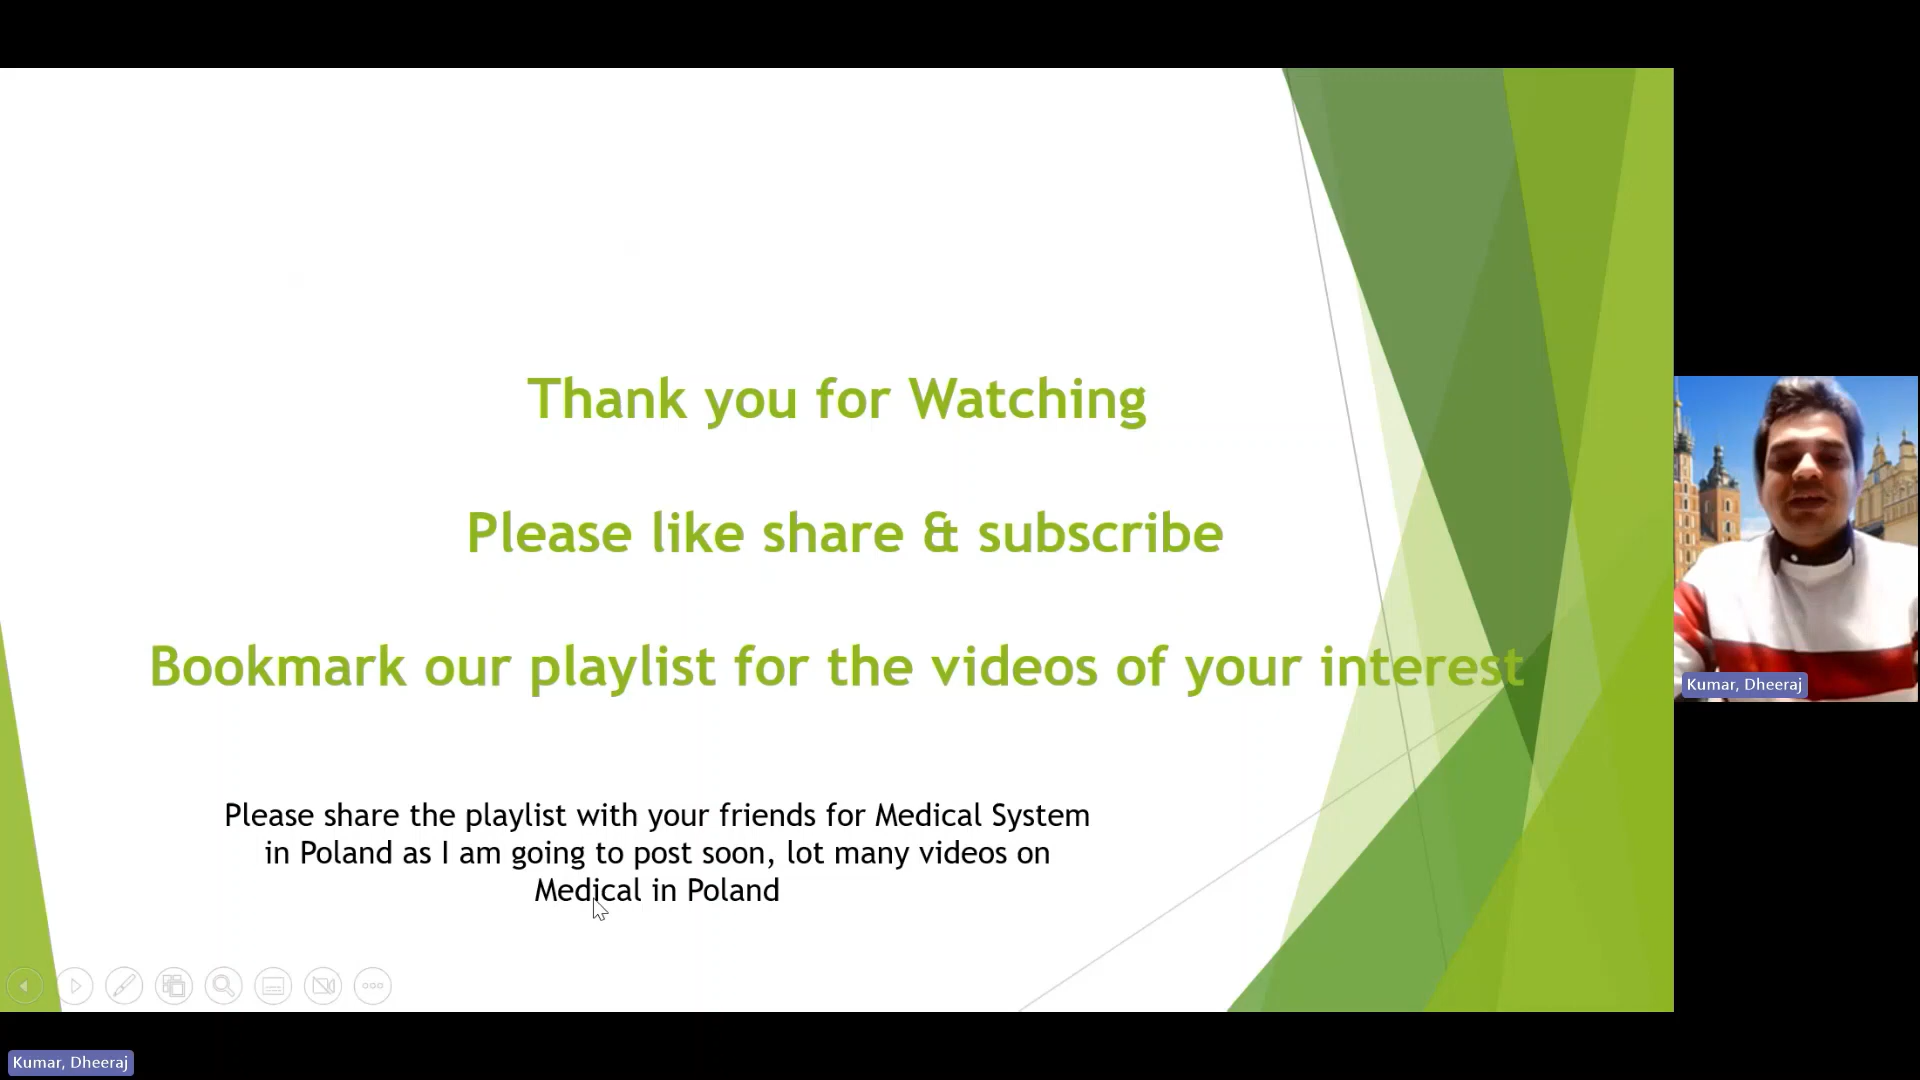 Thank you for Watching
Please like share & subscribe
Bookmark our playlist for the videos of your interest
Please share the playlist with your friends for Medical System
in Poland as I am going to post soon, lot many videos on
Medical in Poland
Kumar, Dheeraj
Kumar, Dheeraj